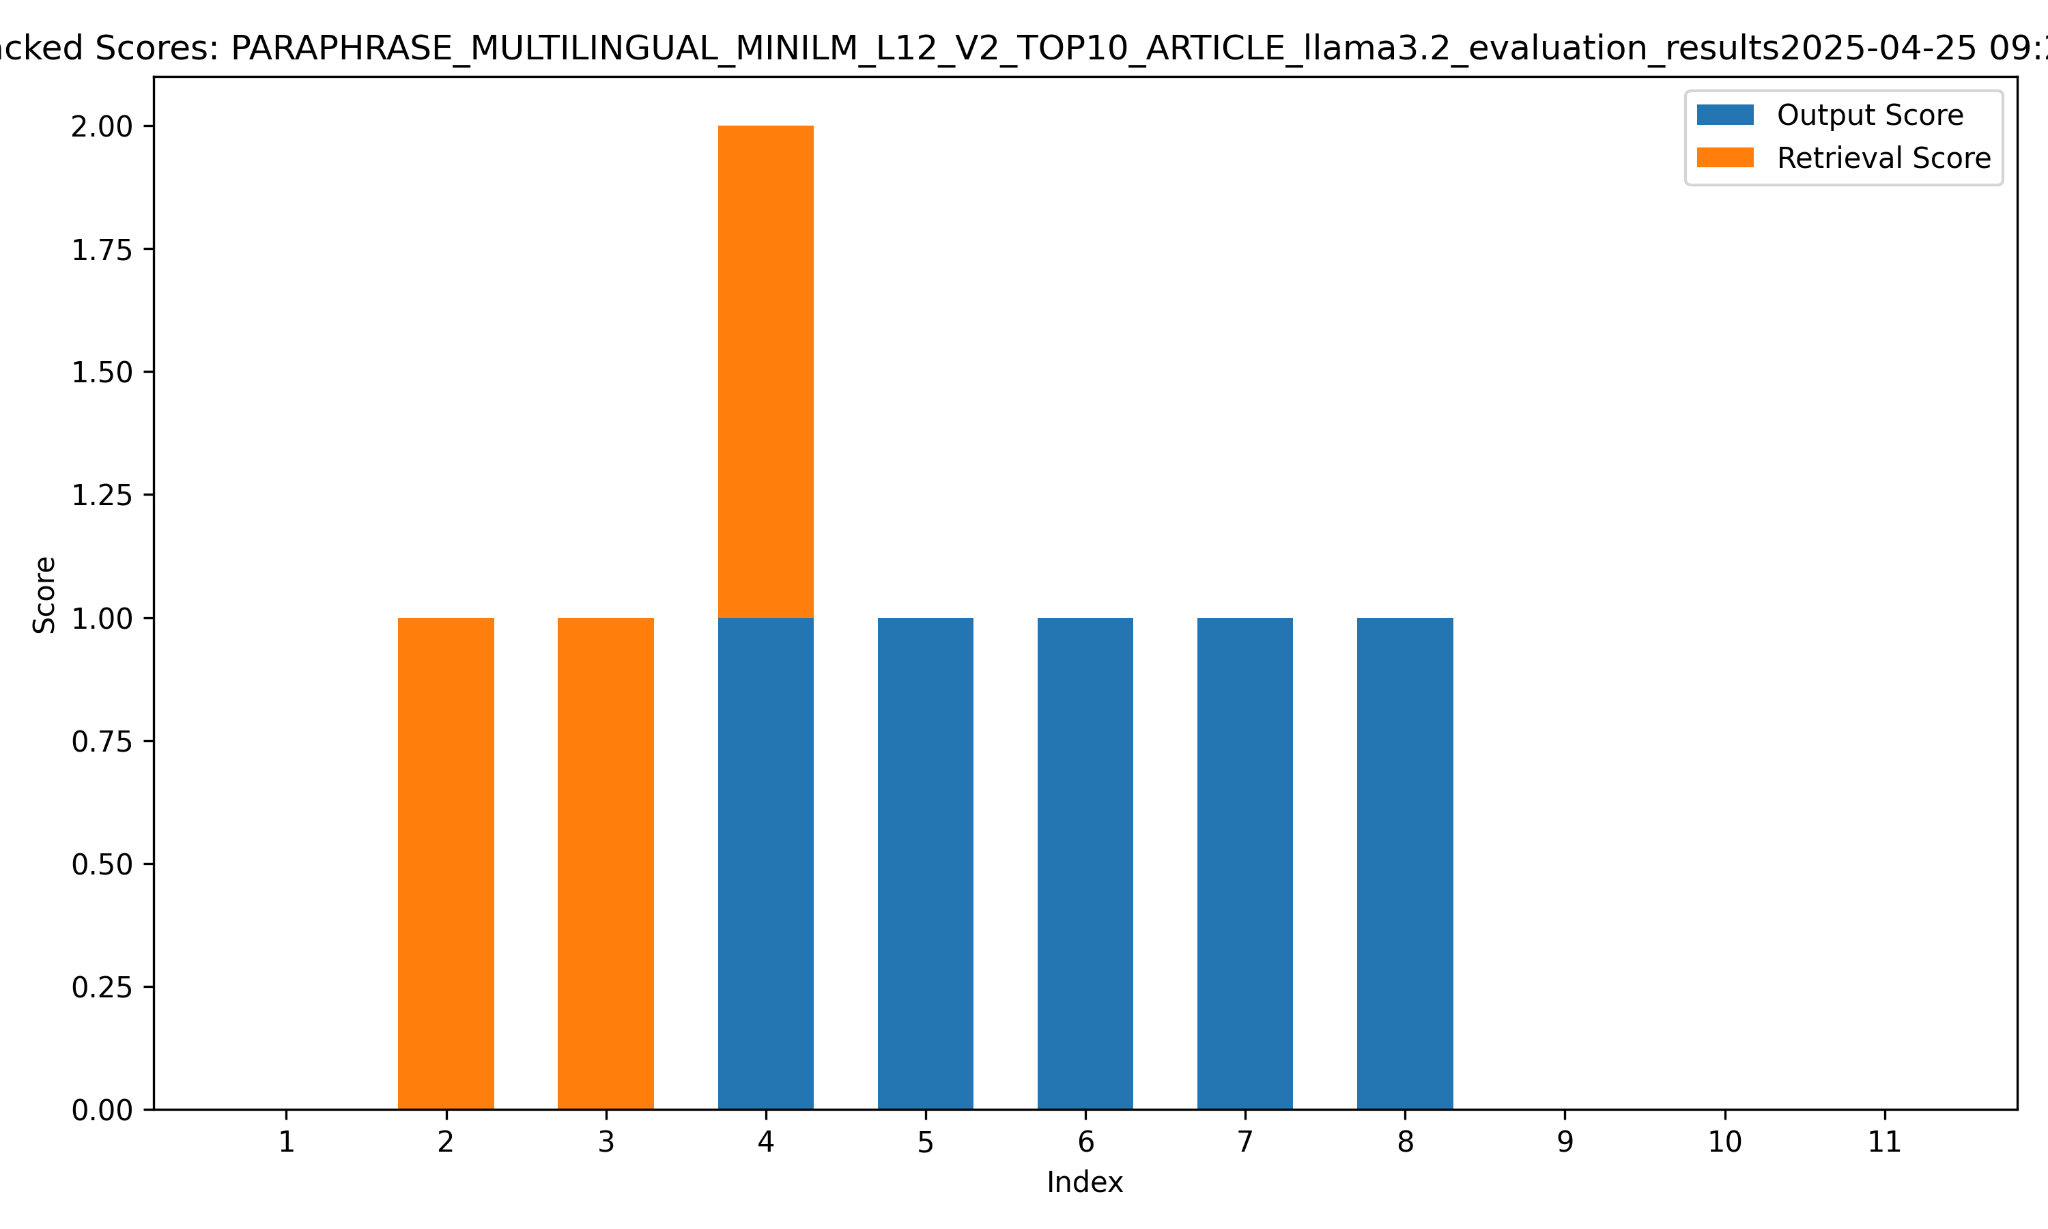 Scores: PARAPHRASE_MULTILINGUAL_MINILM_L12_V2_TOP10_ARTICLE_llama3.2_evaluation_results2025-04-25
Output Score
Retrieval Score
2.00
1.75
1.50
1.25
1.00
0.75
0.50
0.25
0.00
Score
1 2 3 4 5 6 7 8 9 10 11
Index